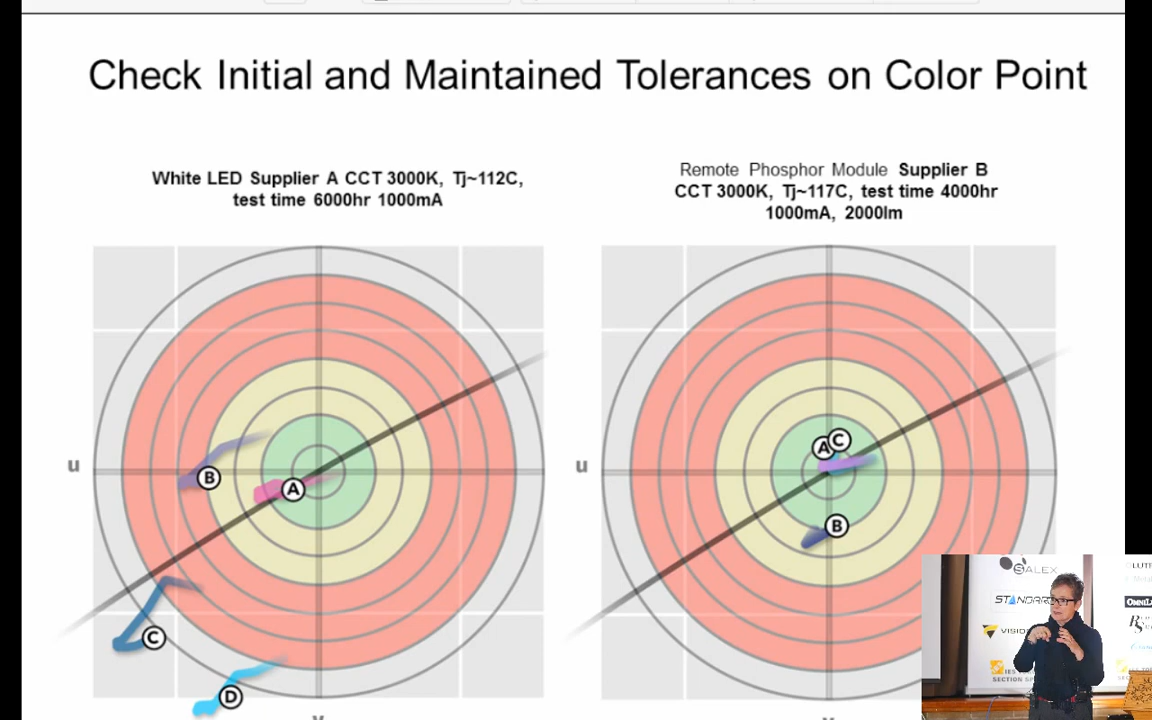 Check Initial and Maintained Tolerances on Color Point
White LED Supplier A CCT 3000K, Tj~112C,
test time 6000hr 1000mA
Remote Phosphor Module Supplier B
CCT 3000K, Tj~117C, test time 4000hr
1000mA, 2000lm
u
B
A
C
D
u
A
C
B
SALEX